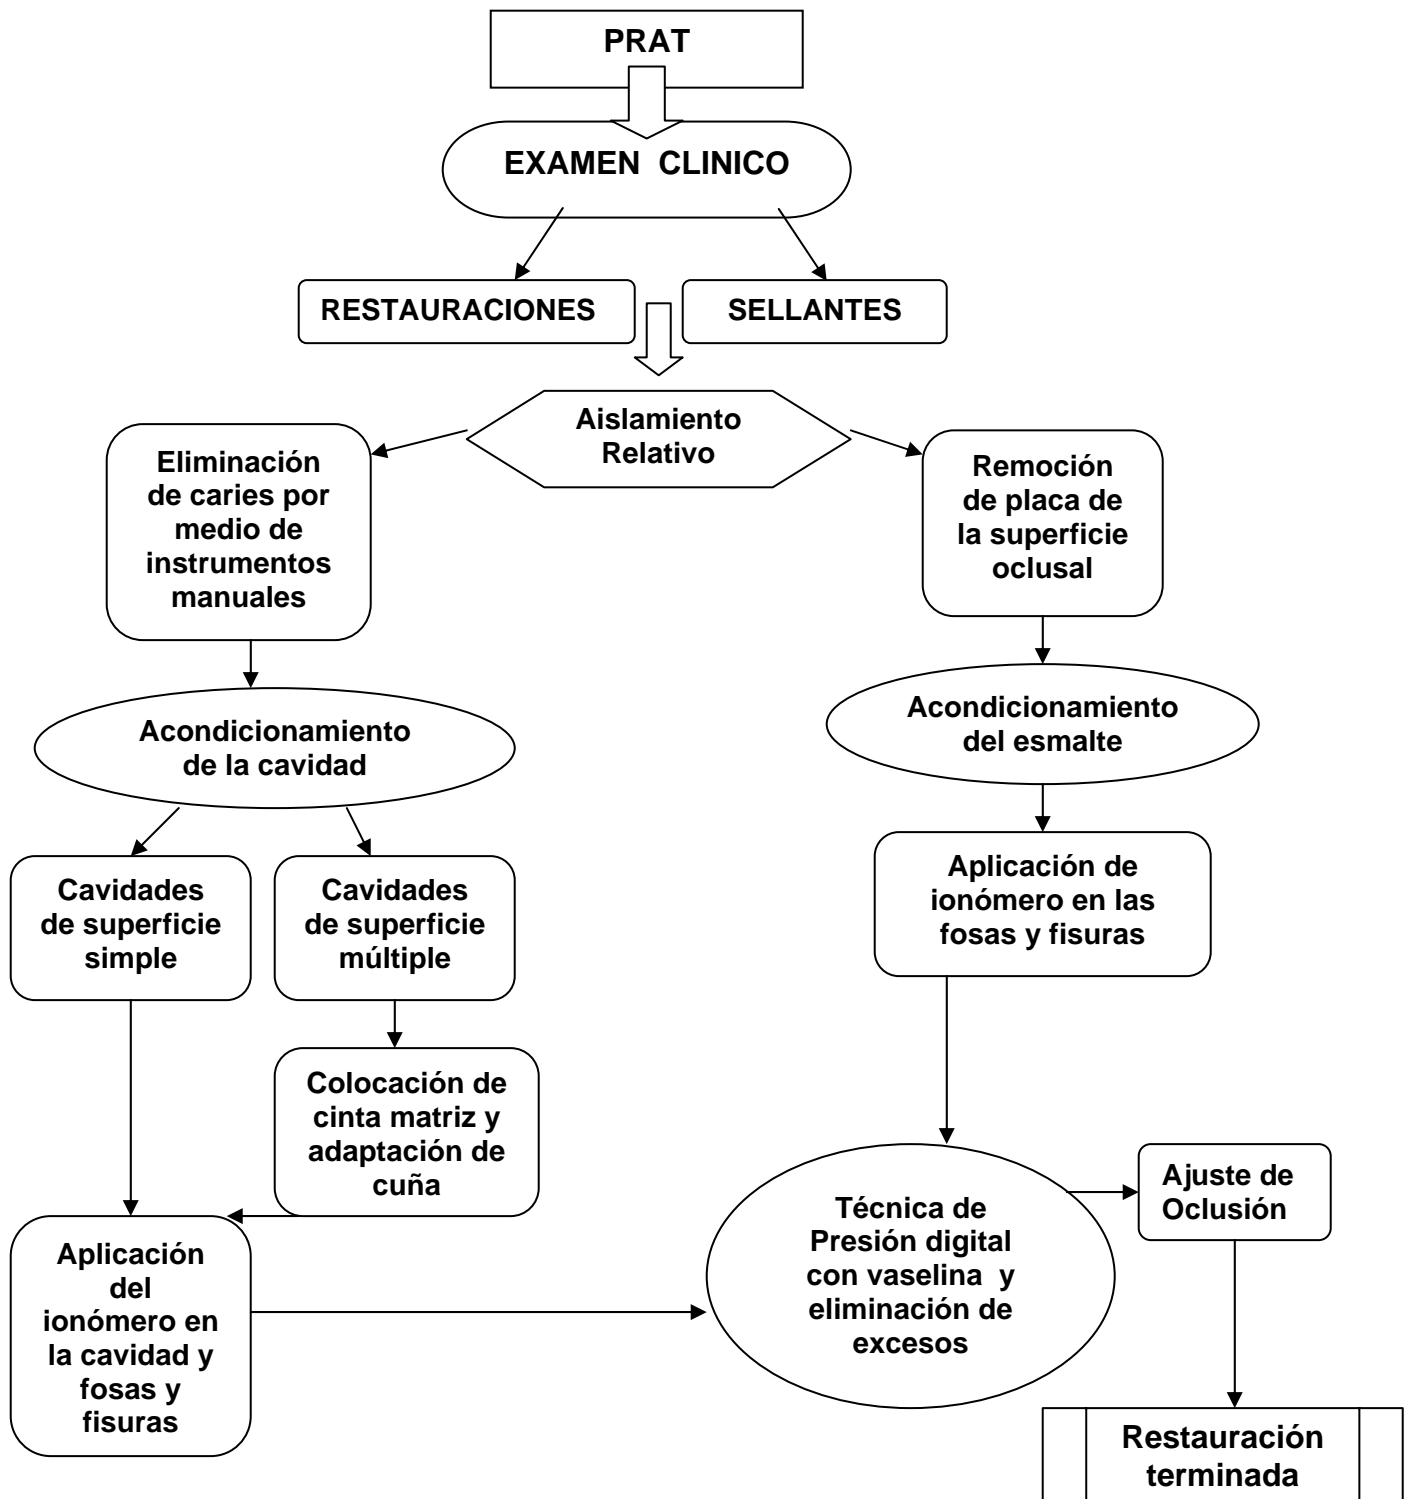 PRAT
EXAMEN CLINICO
RESTAURACIONES
SELLANTES
Aislamiento
Relativo
Eliminación
de caries por
medio de
instrumentos
manuales
Remoción
de placa de
la superficie
oclusal
Acondicionamiento
de la cavidad
Acondicionamiento
del esmalte
Cavidades
de superficie
simple
Cavidades
de superficie
múltiple
Aplicación de
ionómero en las
fosas y fisuras
Colocación de
cinta matriz y
adaptación de
cuña
Aplicación
del
ionómero en
la cavidad y
fosas y
fisuras
Técnica de
Presión digital
con vaselina y
eliminación de
excesos
Ajuste de
Oclusión
Restauración
terminada